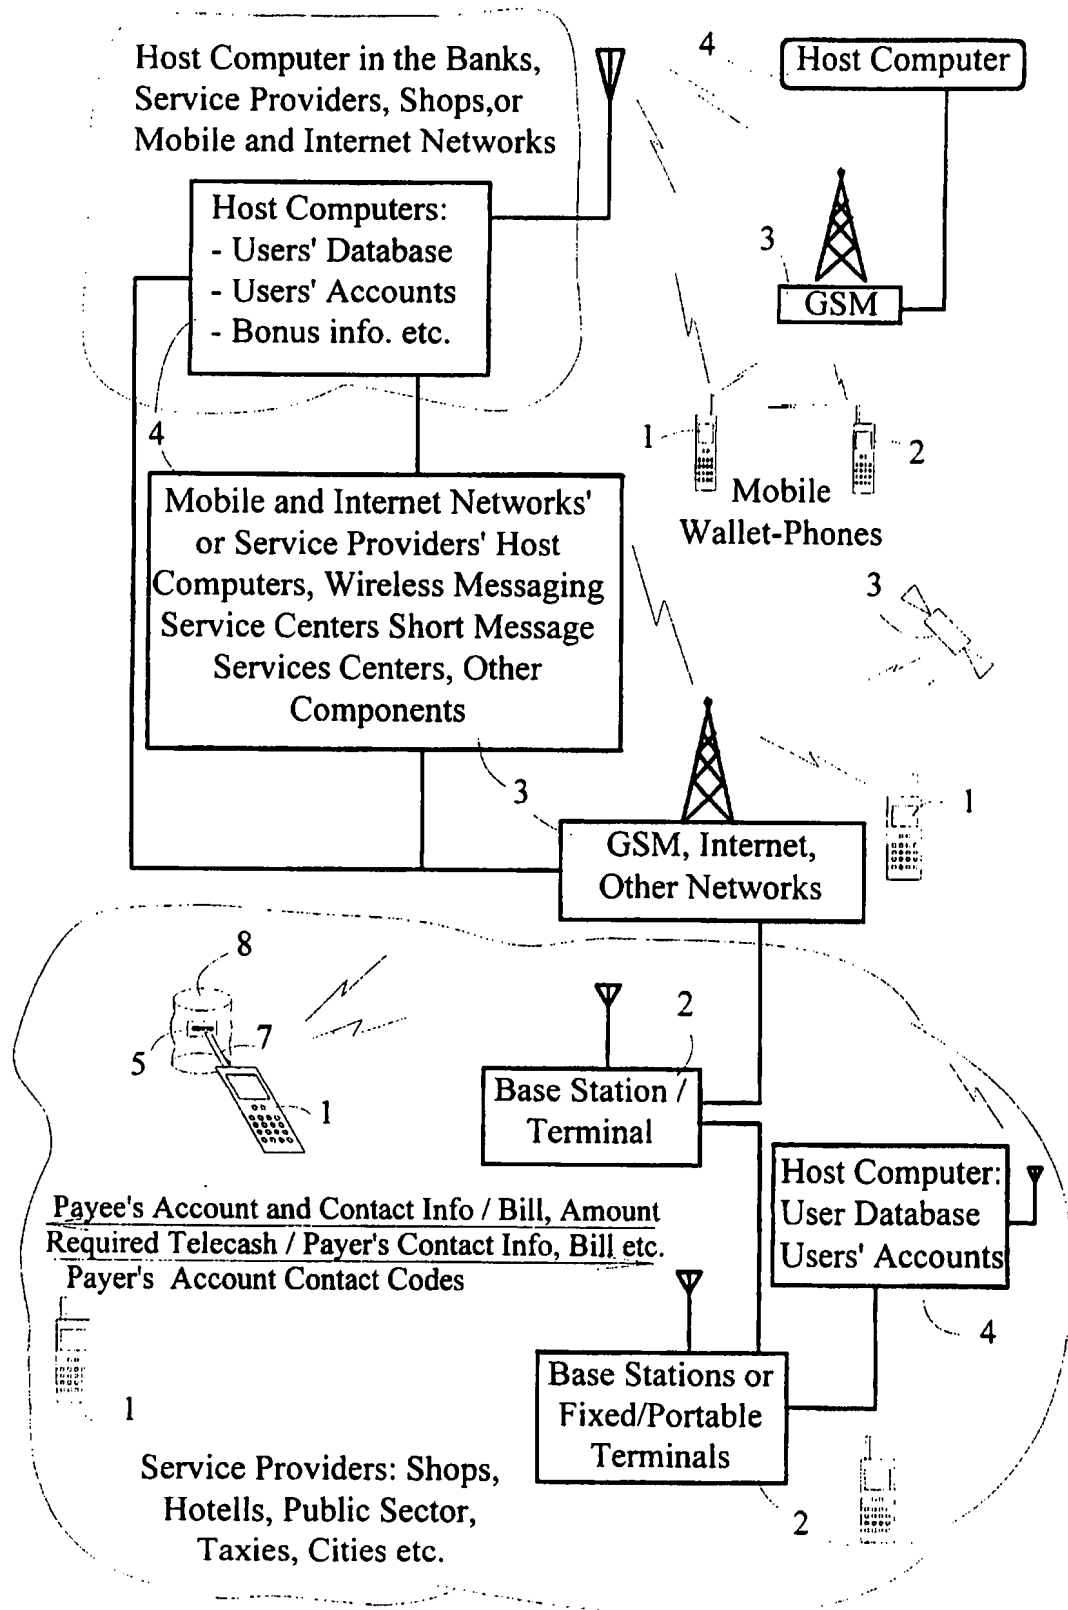 Host Computer in the Banks,
Service Providers, Shops,or
Mobile and Internet Networks
4
Host Computer
Host Computers:
- Users' Database
- Users' Accounts
- Bonus info. etc.
3
GSM
4
1
2
Mobile
Wallet-Phones
Mobile and Internet Networks'
or Service Providers' Host
Computers, Wireless Messaging
Service Centers Short Message
Services Centers, Other
Components
3
3
1
GSM, Internet,
Other Networks
8
5
7
1
2
Base Station /
Terminal
Host Computer:
User Database
Users' Accounts
4
Payee's Account and Contact Info / Bill, Amount
Required Telecash / Payer's Contact Info, Bill etc.
Payer's Account Contact Codes
1
Base Stations or
Fixed/Portable
Terminals
2
Service Providers: Shops,
Hotells, Public Sector,
Taxies, Cities etc.